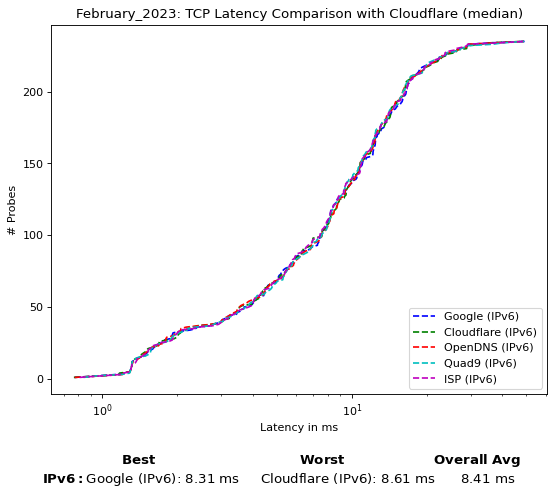 February_2023: TCP Latency Comparison with Cloudflare (median)
# Probes
200
150
100
50
0
Google (IPv6)
Cloudflare (IPv6)
OpenDNS (IPv6)
Quad9 (IPv6)
ISP (IPv6)
10⁰
10¹
Latency in ms
Best Worst Overall Avg
IPv6: Google (IPv6): 8.31 ms Cloudflare (IPv6): 8.61 ms 8.41 ms